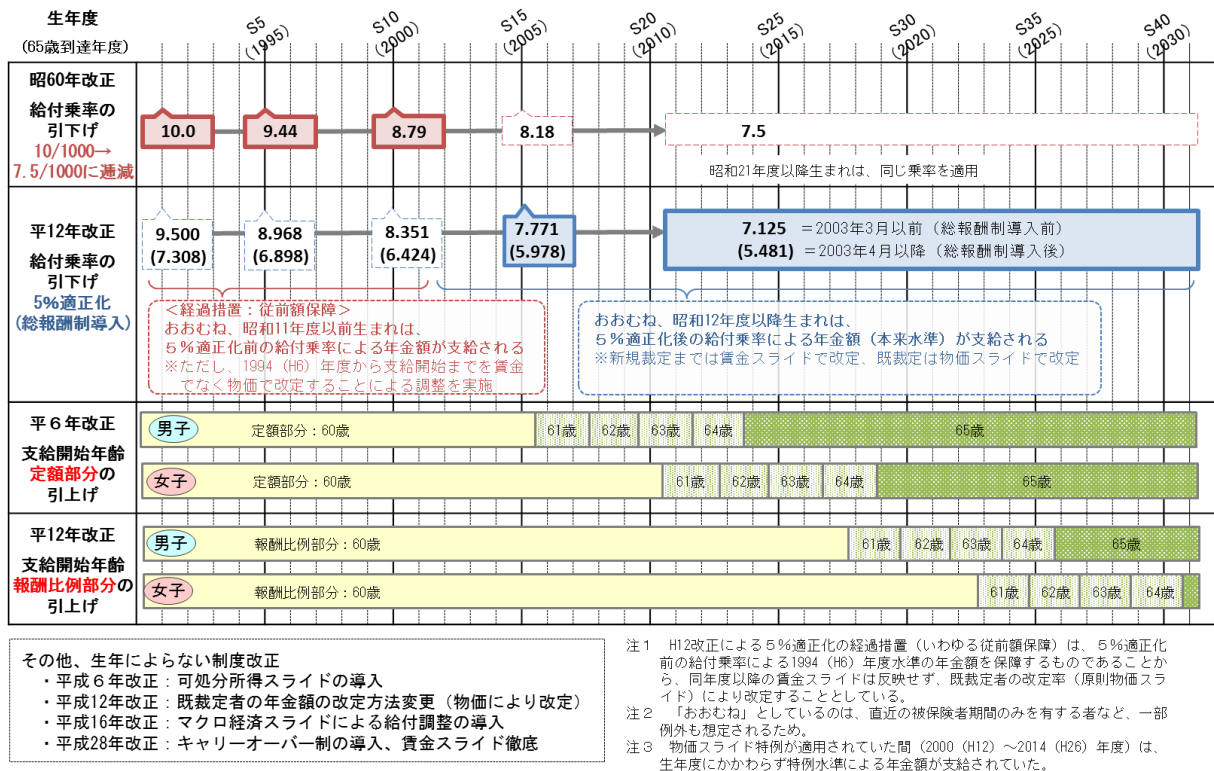 生年度
(65歳到達年度)
S5
(1995)
S10
(2000)
S15
(2005)
S20
(2010)
S25
(2015)
S30
(2020)
S35
(2025)
S40
(2030)
昭60年改正
給付乗率の
引下げ
10/1000→
7.5/1000に逓減
10.0
9.44
8.79
8.18
7.5
昭和21年度以降生まれは、同じ乗率を適用
平12年改正
給付乗率の
引下げ
5%適正化
(総報酬制導入)
9.500
(7.308)
8.968
(6.898)
8.351
(6.424)
7.771
(5.978)
7.125 ＝2003年3月以前（総報酬制導入前）
(5.481) ＝2003年4月以降（総報酬制導入後）
＜経過措置：従前額保障＞
おおむね、昭和11年度以前生まれは、
５％適正化前の給付乗率による年金額が支給される
※ただし、1994（H6）年度から支給開始までを賃金
でなく物価で改定することによる調整を実施
おおむね、昭和12年度以降生まれは、
５％適正化後の給付乗率による年金額（本来水準）が支給される
※新規裁定までは賃金スライドで改定、既裁定は物価スライドで改定
平６年改正
支給開始年齢
定額部分の
引上げ
男子
定額部分：60歳
61歳
62歳
63歳
64歳
65歳
女子
定額部分：60歳
61歳
62歳
63歳
64歳
65歳
平12年改正
支給開始年齢
報酬比例部分の
引上げ
男子
報酬比例部分：60歳
61歳
62歳
63歳
64歳
65歳
女子
報酬比例部分：60歳
61歳
62歳
63歳
64歳
その他、生年によらない制度改正
・平成６年改正：可処分所得スライドの導入
・平成12年改正：既裁定者の年金額の改定方法変更（物価により改定）
・平成16年改正：マクロ経済スライドによる給付調整の導入
・平成28年改正：キャリーオーバー制の導入、賃金スライド徹底
注１ H12改正による５％適正化の経過措置（いわゆる従前額保障）は、５％適正化
前の給付乗率による1994（H6）年度水準の年金額を保障するものであることか
ら、同年度以降の賃金スライドは反映せず、既裁定者の改定率（原則物価スラ
イド）により改定することとしている。
注２ 「おおむね」としているのは、直近の被保険者期間のみを有する者など、一部
例外も想定されるため。
注３ 物価スライド特例が適用されていた間（2000（H12）～2014（H26）年度）は、
生年度にかかわらず特例水準による年金額が支給されていた。